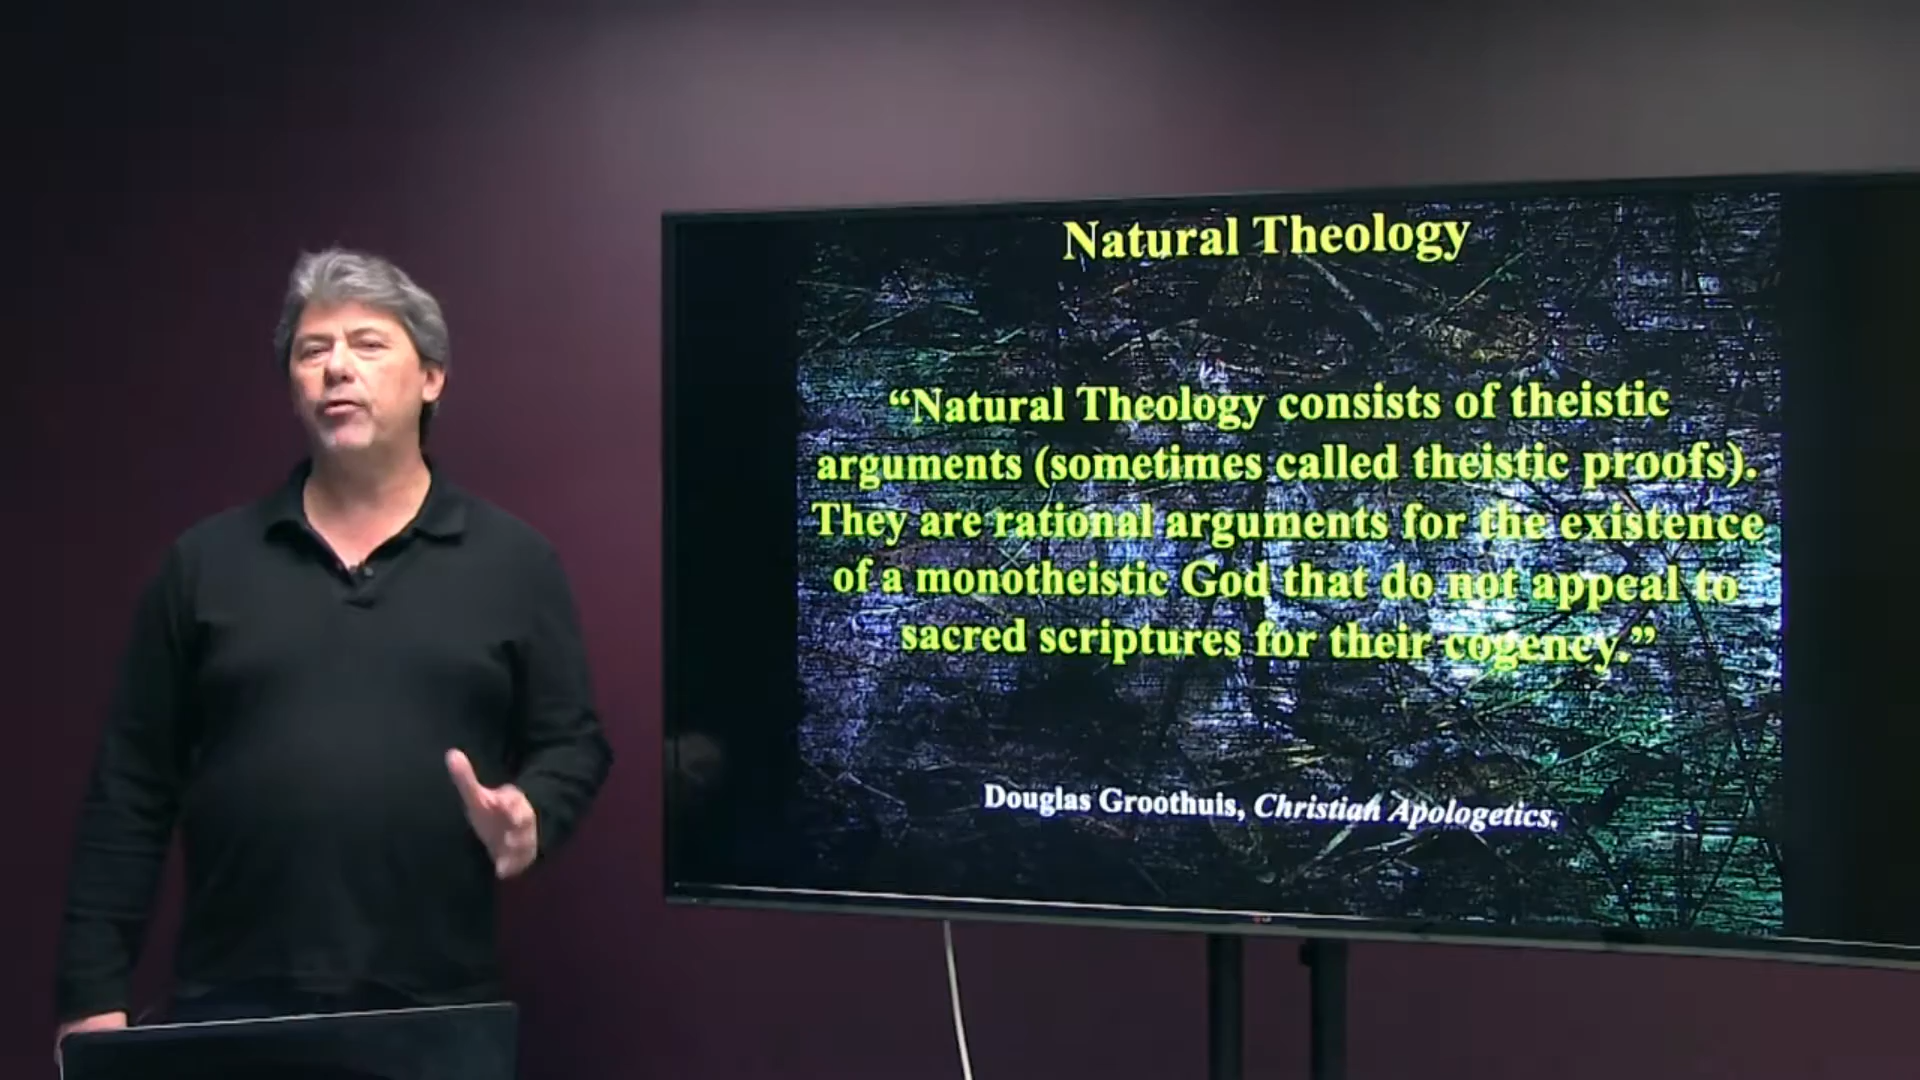 Natural Theology
“Natural Theology consists of theistic
arguments (sometimes called theistic proofs).
They are rational arguments for the existence
of a monotheistic God that do not appeal to
sacred scriptures for their cogency.”
Douglas Groothuis, Christian Apologetics.